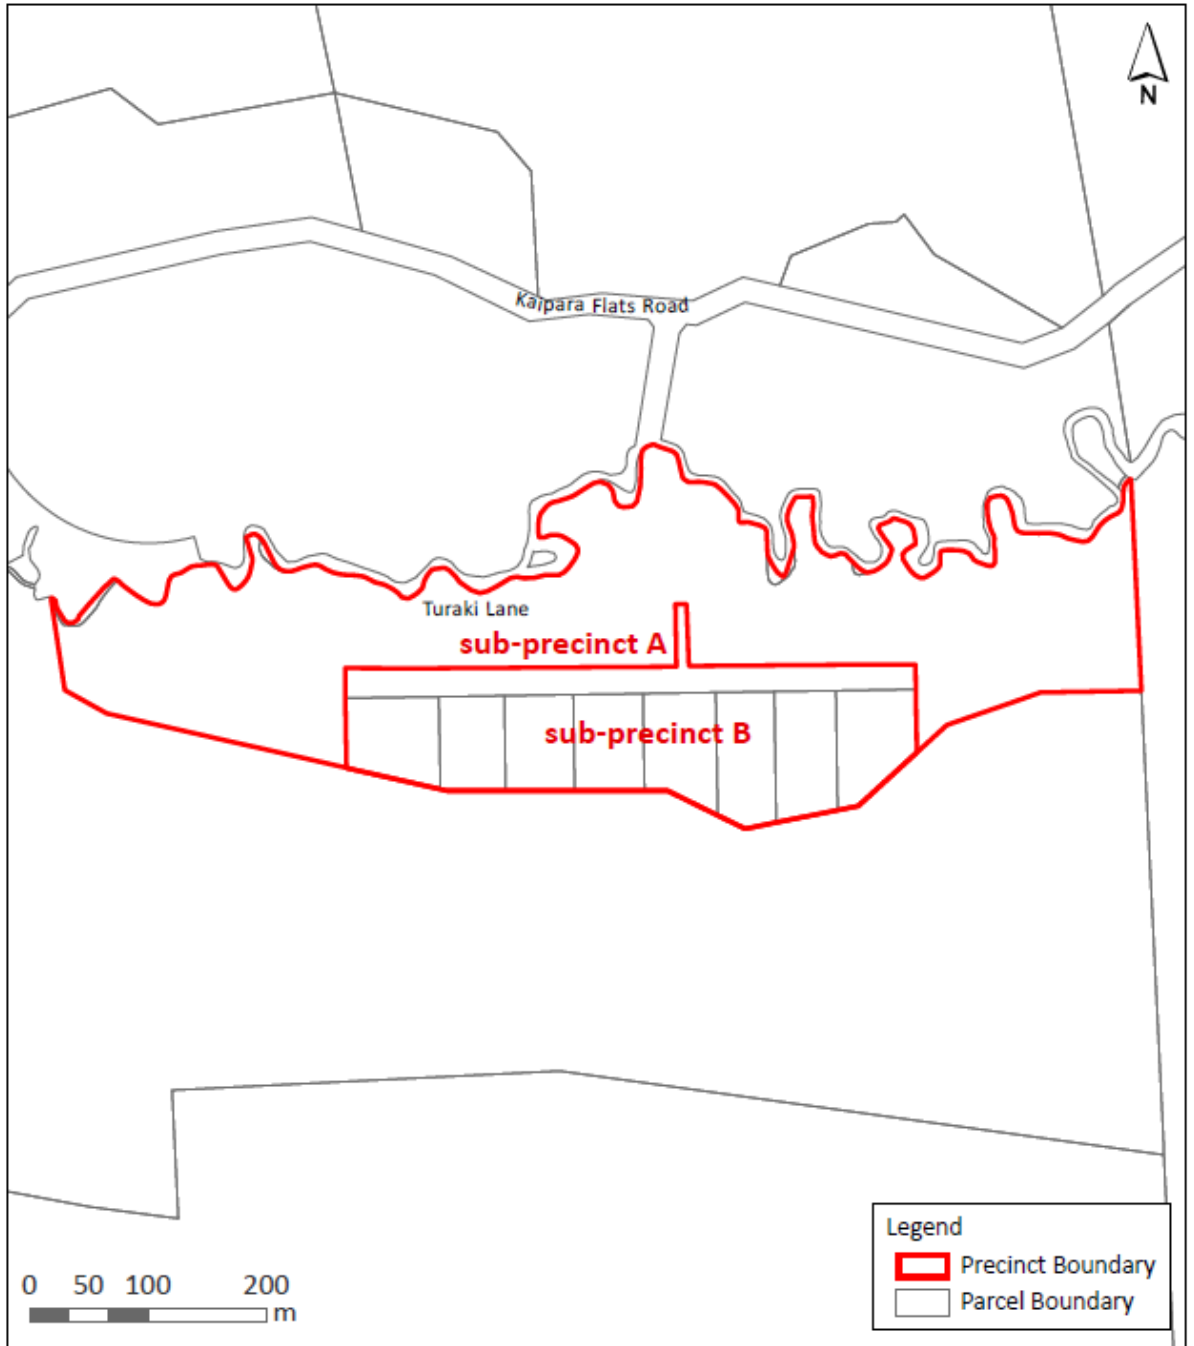 N
Kaipara Flats Road
Turaki Lane
sub-precinct A
sub-precinct B
Legend
Precinct Boundary
Parcel Boundary
0 50 100 200
m